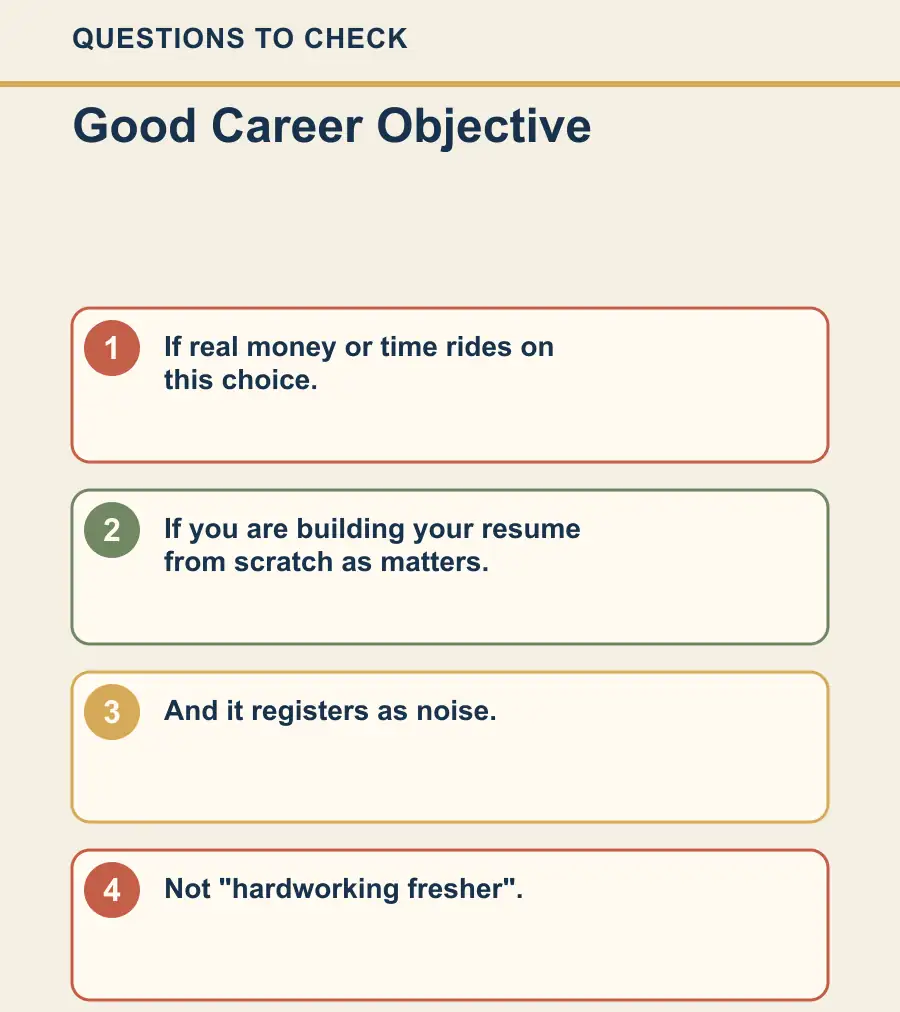 QUESTIONS TO CHECK
Good Career Objective
1
If real money or time rides on
this choice.
2
If you are building your resume
from scratch as matters.
3
And it registers as noise.
4
Not "hardworking fresher".